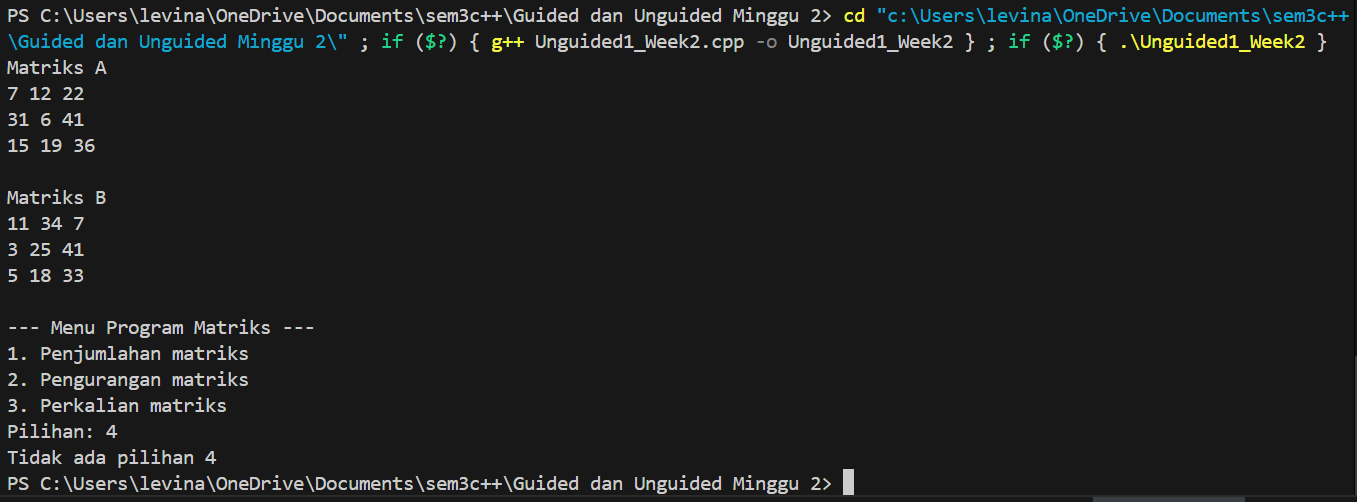 PS C:\Users\levina\OneDrive\Documents\sem3c++\Guided dan Unguided Minggu 2> cd "c:\Users\levina\OneDrive\Documents\sem3c++
\Guided dan Unguided Minggu 2\" ; if ($?) { g++ Unguided1_Week2.cpp -o Unguided1_Week2 } ; if ($?) { .\Unguided1_Week2 }
Matriks A
7 12 22
31 6 41
15 19 36

Matriks B
11 34 7
3 25 41
5 18 33

--- Menu Program Matriks ---
1. Penjumlahan matriks
2. Pengurangan matriks
3. Perkalian matriks
Pilihan: 4
Tidak ada pilihan 4
PS C:\Users\levina\OneDrive\Documents\sem3c++\Guided dan Unguided Minggu 2>